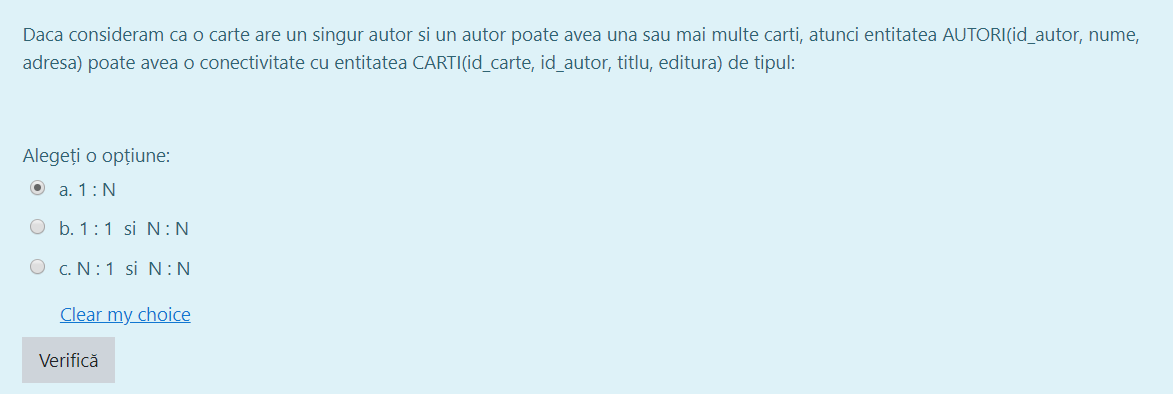 Daca consideram ca o carte are un singur autor si un autor poate avea una sau mai multe carti, atunci entitatea AUTORI(id_autor, nume,
adresa) poate avea o conectivitate cu entitatea CARTI(id_carte, id_autor, titlu, editura) de tipul:
Alegeți o opțiune:
a. 1 : N
b. 1 : 1 si N : N
c. N : 1 si N : N
Clear my choice
Verifică